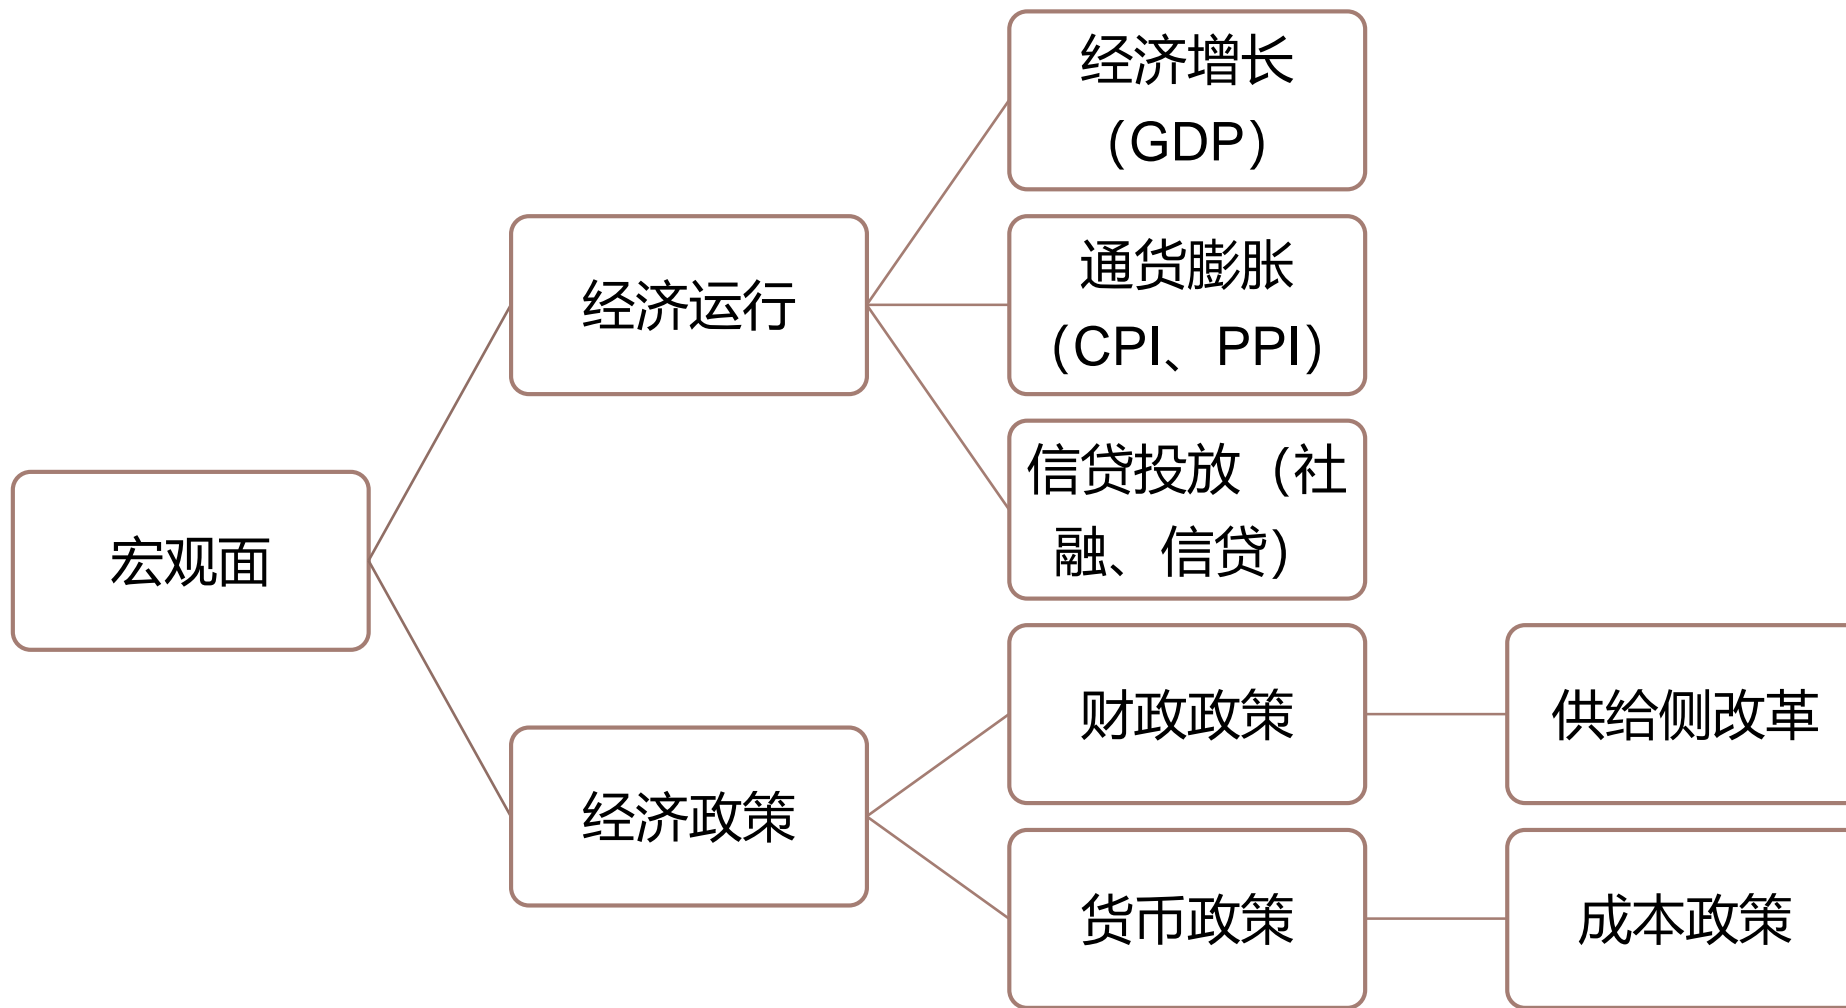 宏观面
经济运行
经济增长
（GDP）
通货膨胀
（CPI、PPI）
信贷投放（社
融、信贷）
经济政策
财政政策
供给侧改革
货币政策
成本政策